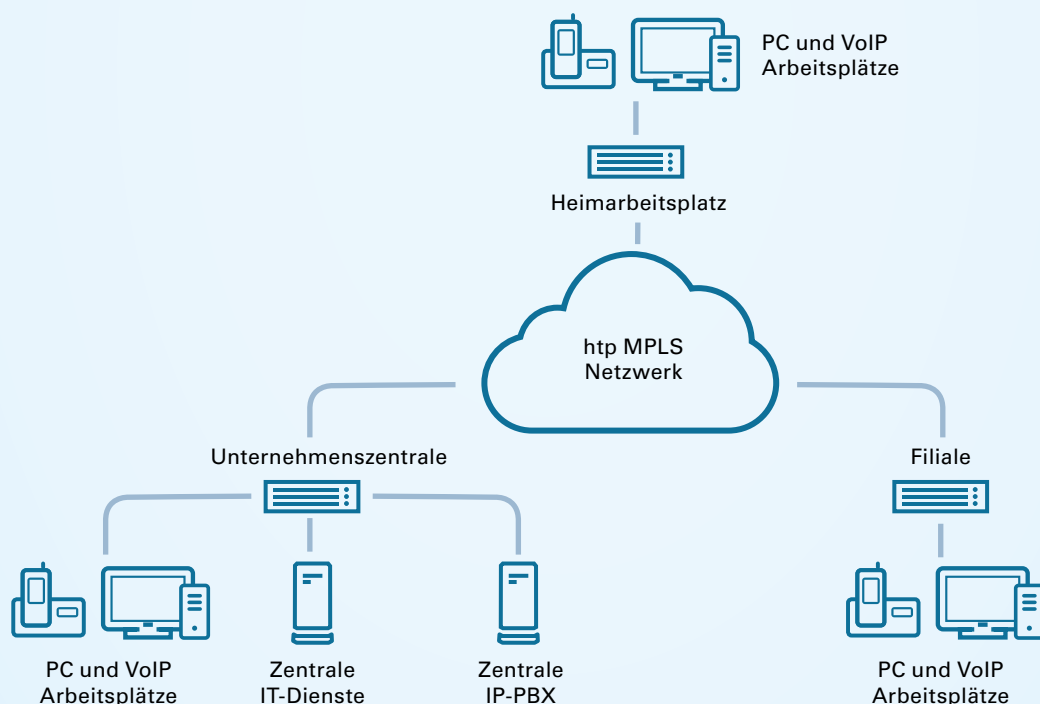 PC und VoIP
Arbeitsplätze
Heimarbeitsplatz
htp MPLS
Netzwerk
Unternehmenszentrale
Filiale
PC und VoIP
Arbeitsplätze
Zentrale
IT-Dienste
Zentrale
IP-PBX
PC und VoIP
Arbeitsplätze